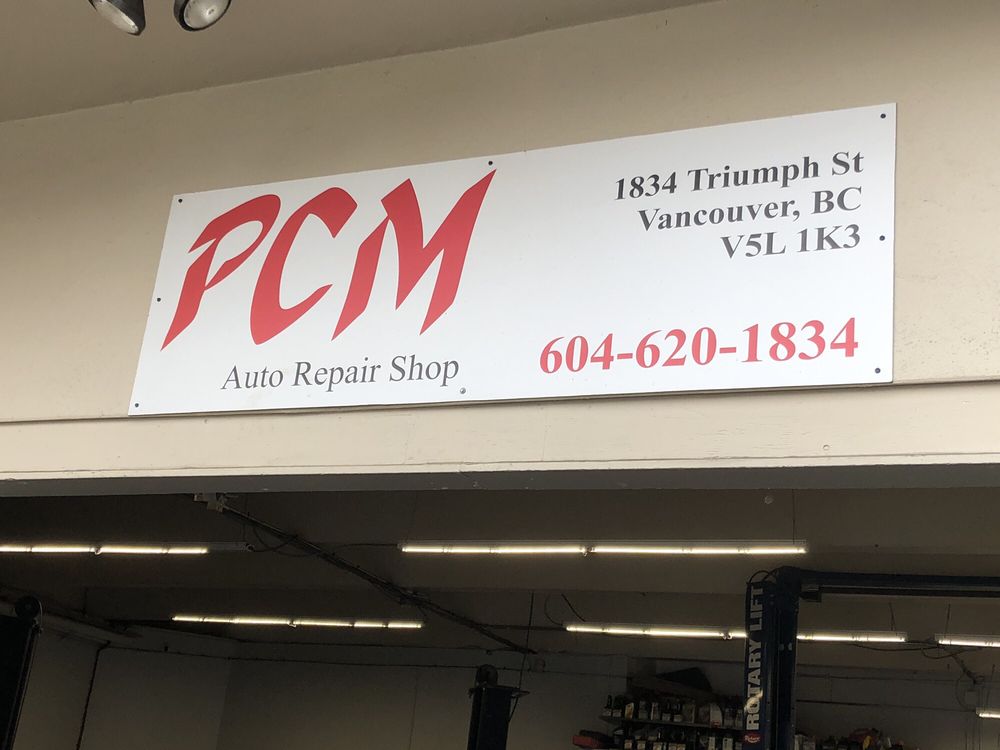 PCM
Auto Repair Shop
1834 Triumph St
Vancouver, BC
V5L 1K3
604-620-1834
ROTARY LIFT